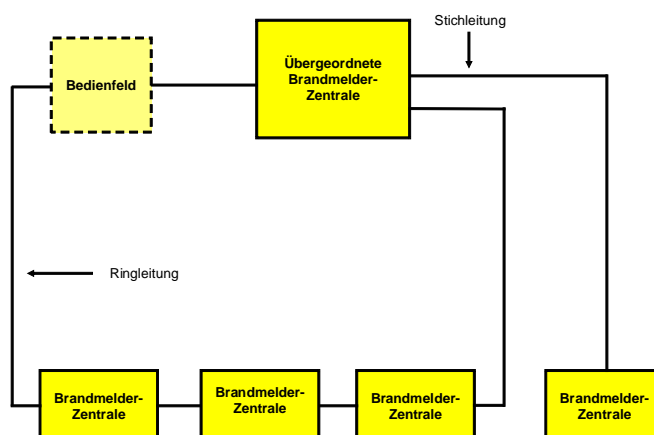 Stichleitung
Bedienfeld
Übergeordnete
Brandmelder-
Zentrale
Ringleitung
Brandmelder-
Zentrale
Brandmelder-
Zentrale
Brandmelder-
Zentrale
Brandmelder-
Zentrale